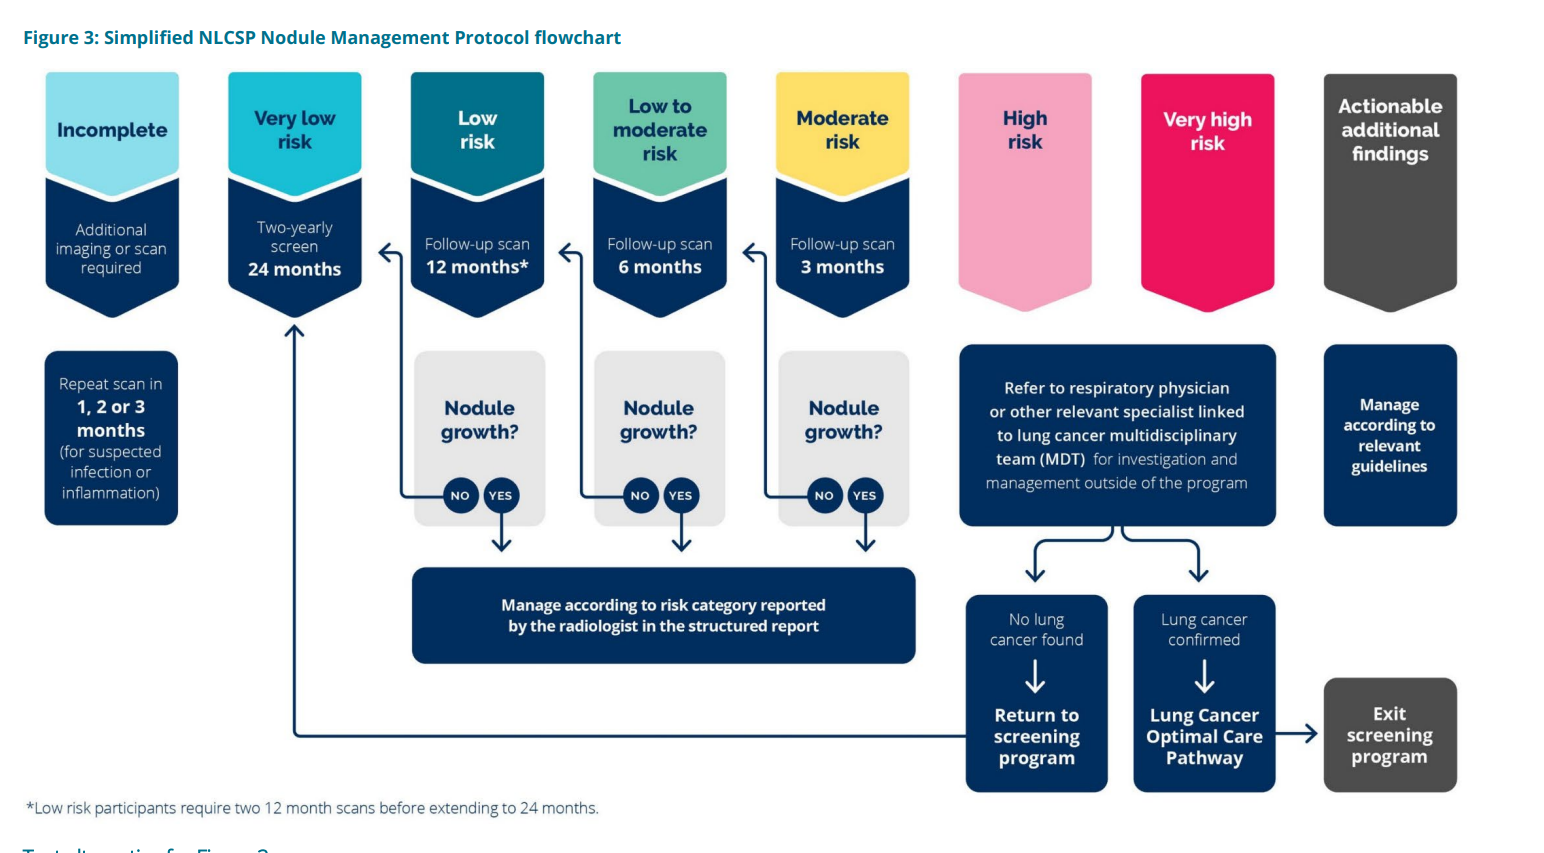 Figure 3: Simplified NLCSP Nodule Management Protocol flowchart
Incomplete
Additional
imaging or scan
required
Repeat scan in
1, 2 or 3
months
(for suspected
infection or
inflammation)
Very low
risk
Two-yearly
screen
24 months
Low
risk
Follow-up scan
12 months*
Nodule
growth?
NO YES
Low to
moderate
risk
Follow-up scan
6 months
Nodule
growth?
NO YES
Moderate
risk
Follow-up scan
3 months
Nodule
growth?
NO YES
Manage according to risk category reported
by the radiologist in the structured report
High
risk
Very high
risk
Refer to respiratory physician
or other relevant specialist linked
to lung cancer multidisciplinary
team (MDT) for investigation and
management outside of the program
No lung
cancer found
Return to
screening
program
Lung cancer
confirmed
Lung Cancer
Optimal Care
Pathway
Actionable
additional
findings
Manage
according to
relevant
guidelines
Exit
screening
program
*Low risk participants require two 12 month scans before extending to 24 months.